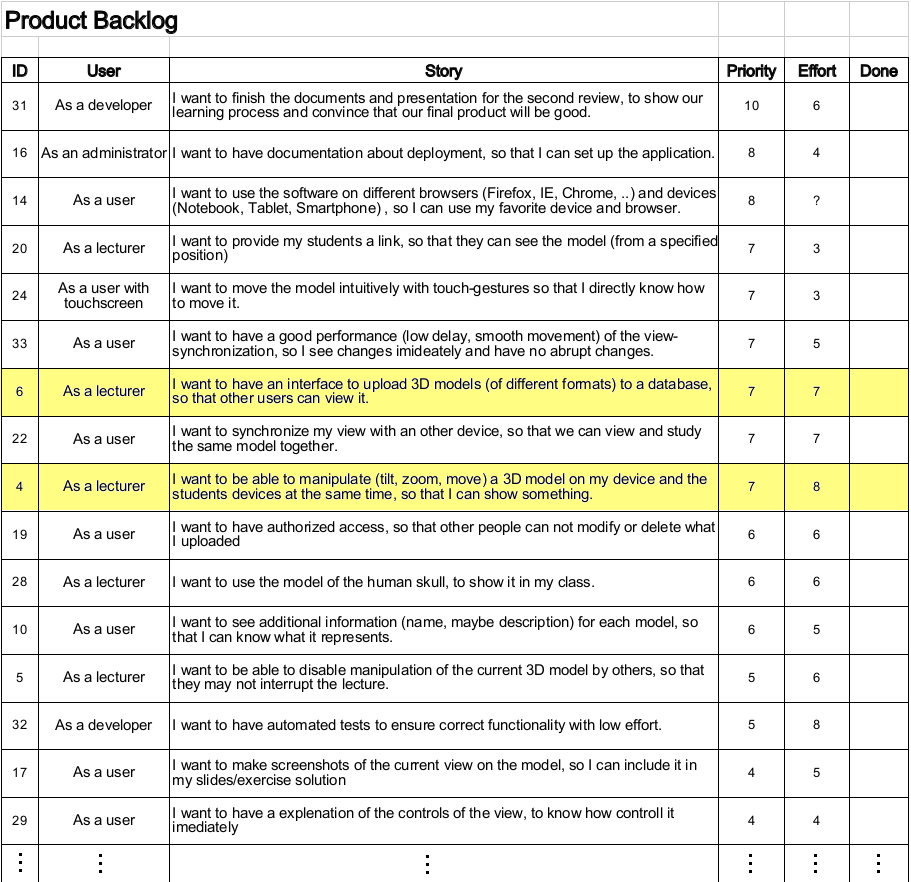 Product Backlog
ID User Story Priority Effort Done
31 As a developer I want to finish the documents and presentation for the second review, to show our 10 6
learning process and convince that our final product will be good.
16 As an administrator I want to have documentation about deployment, so that I can set up the application. 8 4
14 As a user I want to use the software on different browsers (Firefox, IE, Chrome, ..) and devices 8 ?
(Notebook, Tablet, Smartphone) , so I can use my favorite device and browser.
20 As a lecturer I want to provide my students a link, so that they can see the model (from a specified 7 3
position)
24 As a user with I want to move the model intuitively with touch-gestures so that I directly know how 7 3
touchscreen to move it.
33 As a user I want to have a good performance (low delay, smooth movement) of the view- 7 5
synchronization, so I see changes imideately and have no abrupt changes.
6 As a lecturer I want to have an interface to upload 3D models (of different formats) to a database, 7 7
so that other users can view it.
22 As a user I want to synchronize my view with an other device, so that we can view and study 7 7
the same model together.
4 As a lecturer I want to be able to manipulate (tilt, zoom, move) a 3D model on my device and the 7 8
students devices at the same time, so that I can show something.
19 As a user I want to have authorized access, so that other people can not modify or delete what 6 6
I uploaded
28 As a lecturer I want to use the model of the human skull, to show it in my class. 6 6
10 As a user I want to see additional information (name, maybe description) for each model, so 6 5
that I can know what it represents.
5 As a lecturer I want to be able to disable manipulation of the current 3D model by others, so that 5 6
they may not interrupt the lecture.
32 As a developer I want to have automated tests to ensure correct functionality with low effort. 5 8
17 As a user I want to make screenshots of the current view on the model, so I can include it in 4 5
my slides/exercise solution
29 As a user I want to have a explenation of the controls of the view, to know how controll it 4 4
imediately
⋮ ⋮ ⋮ ⋮ ⋮ ⋮